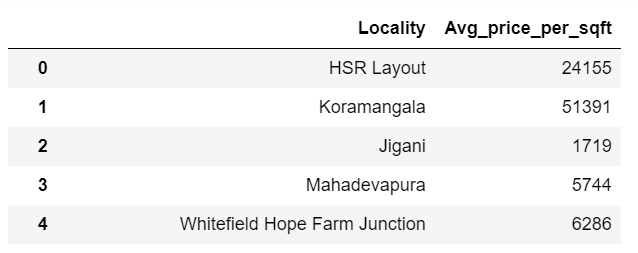 Locality Avg_price_per_sqft
0 HSR Layout 24155
1 Koramangala 51391
2 Jigani 1719
3 Mahadevapura 5744
4 Whitefield Hope Farm Junction 6286